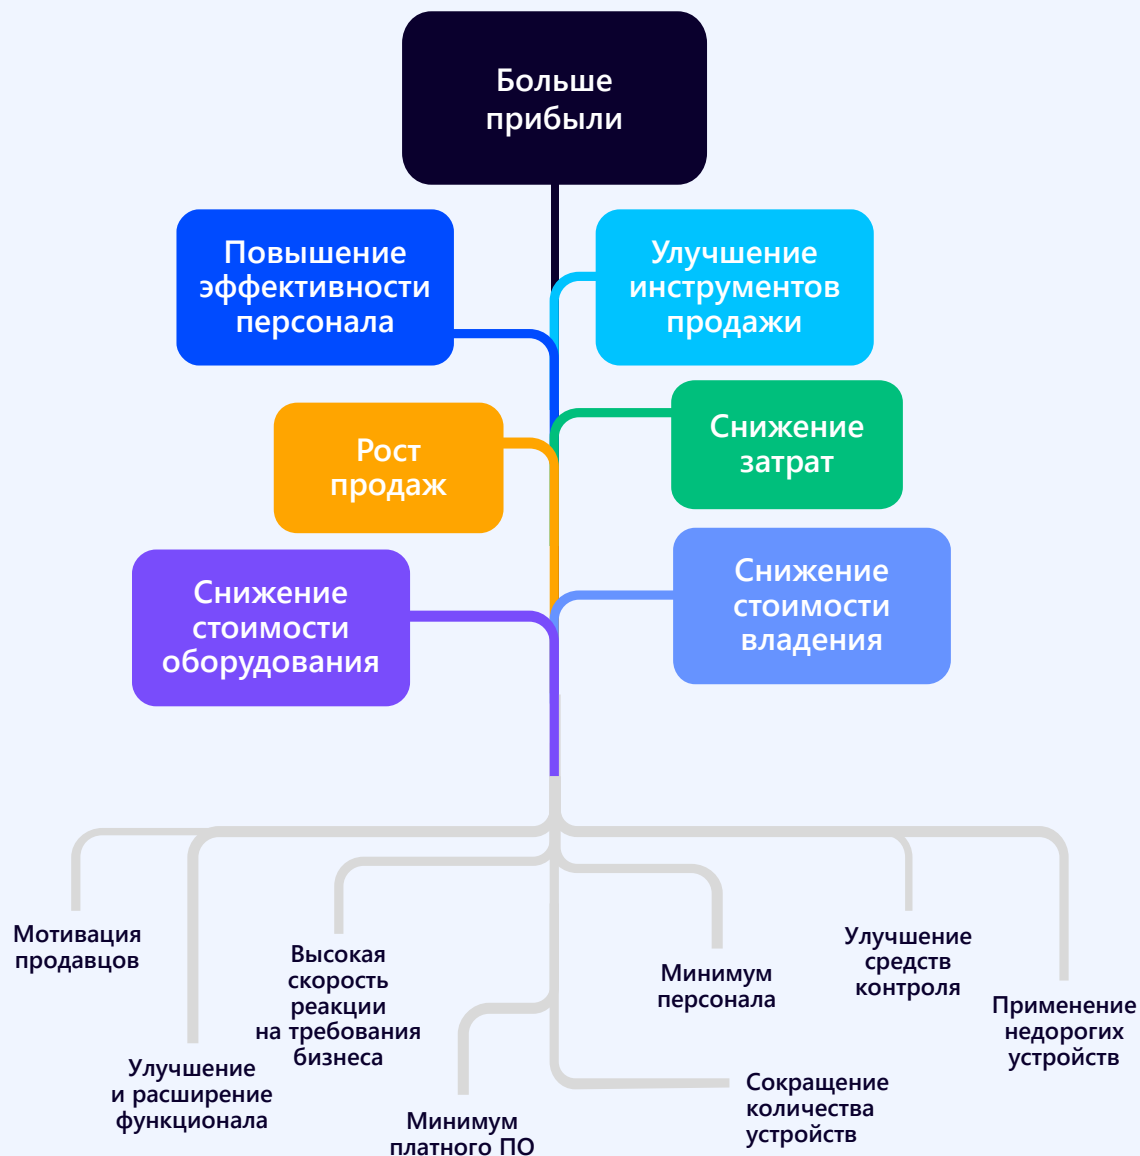 Больше
прибыли
Повышение
эффективности
персонала
Улучшение
инструментов
продажи
Рост
продаж
Снижение
затрат
Снижение
стоимости
оборудования
Снижение
стоимости
владения
Мотивация
продавцов
Улучшение
и расширение
функционала
Высокая
скорость
реакции
на требования
бизнеса
Минимум
платного ПО
Минимум
персонала
Сокращение
количества
устройств
Улучшение
средств
контроля
Применение
недорогих
устройств